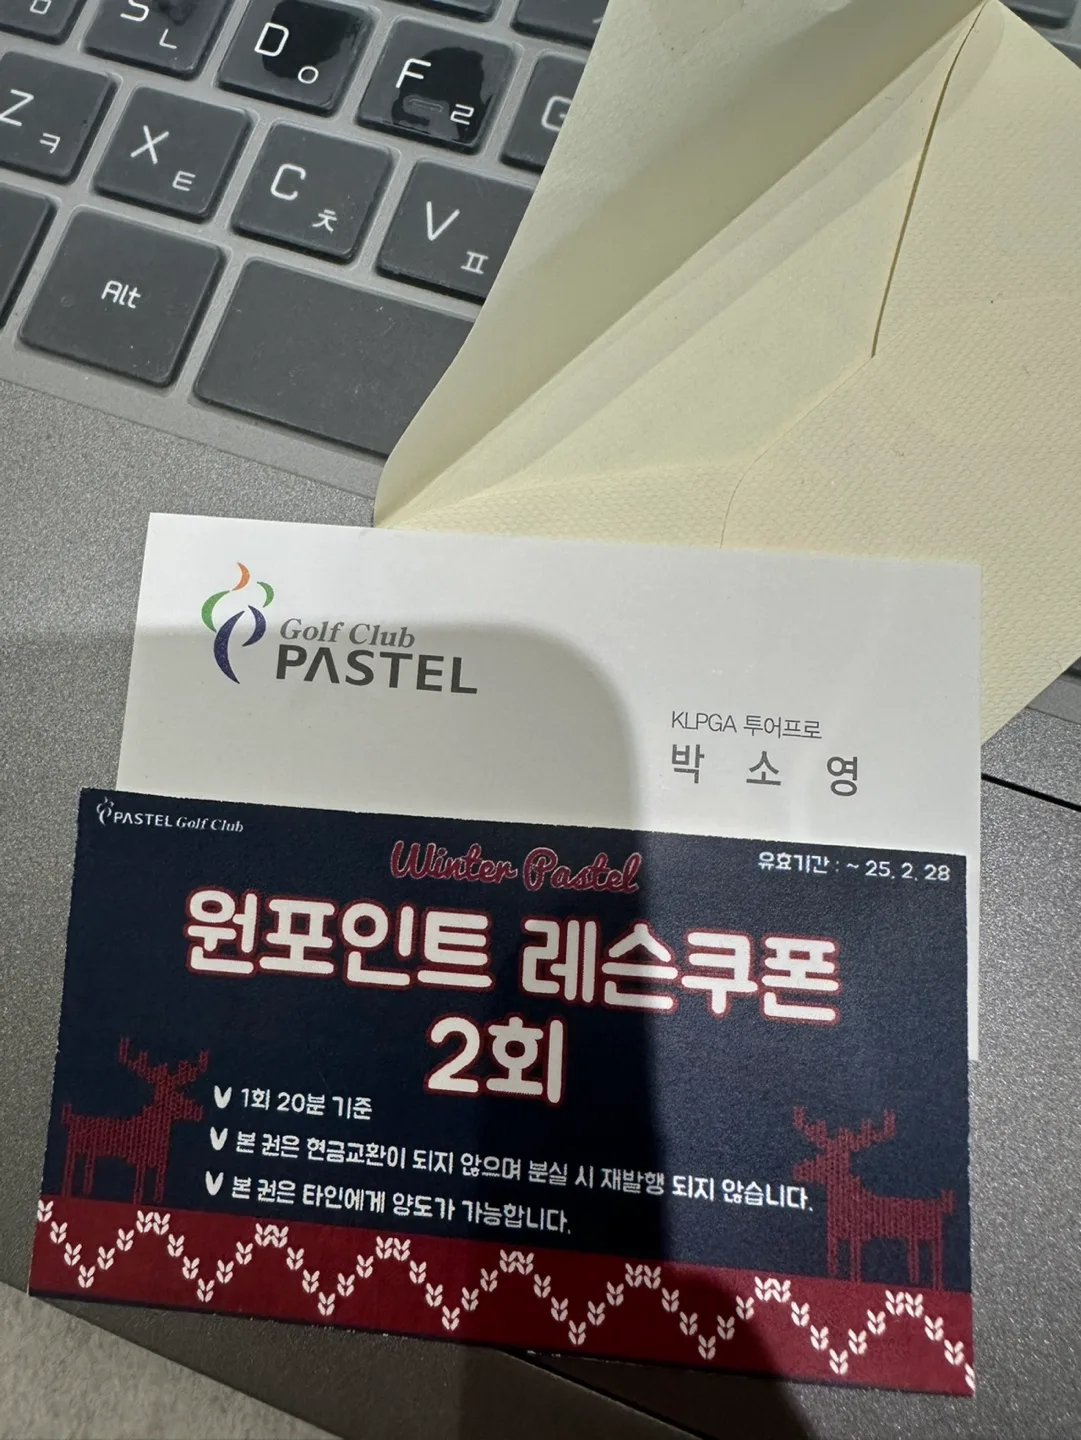 S ㄴ
D ㅇ
F ㄹ
G
Z ㅋ
X ㅌ
C ㅊ
V ㅍ
Alt
Golf Club
PASTEL
KLPGA 투어프로
박 소 영
PASTEL Golf Club
Winter Pastel
유효기간 : ~ 25. 2. 28
원포인트 레슨쿠폰
2회
1회 20분 기준
본 권은 현금교환이 되지 않으며 분실 시 재발행 되지 않습니다.
본 권은 타인에게 양도가 가능합니다.